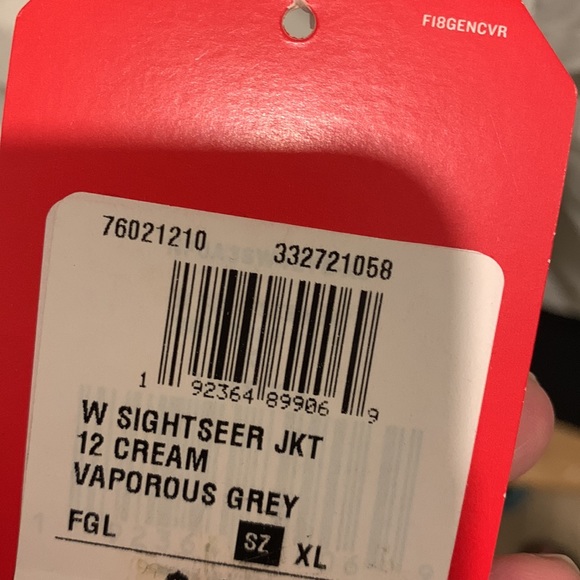 FI8GENCVR
76021210 332721058
1 92364 89906 9
W SIGHTSEER JKT
12 CREAM
VAPOROUS GREY
FGL SZ XL